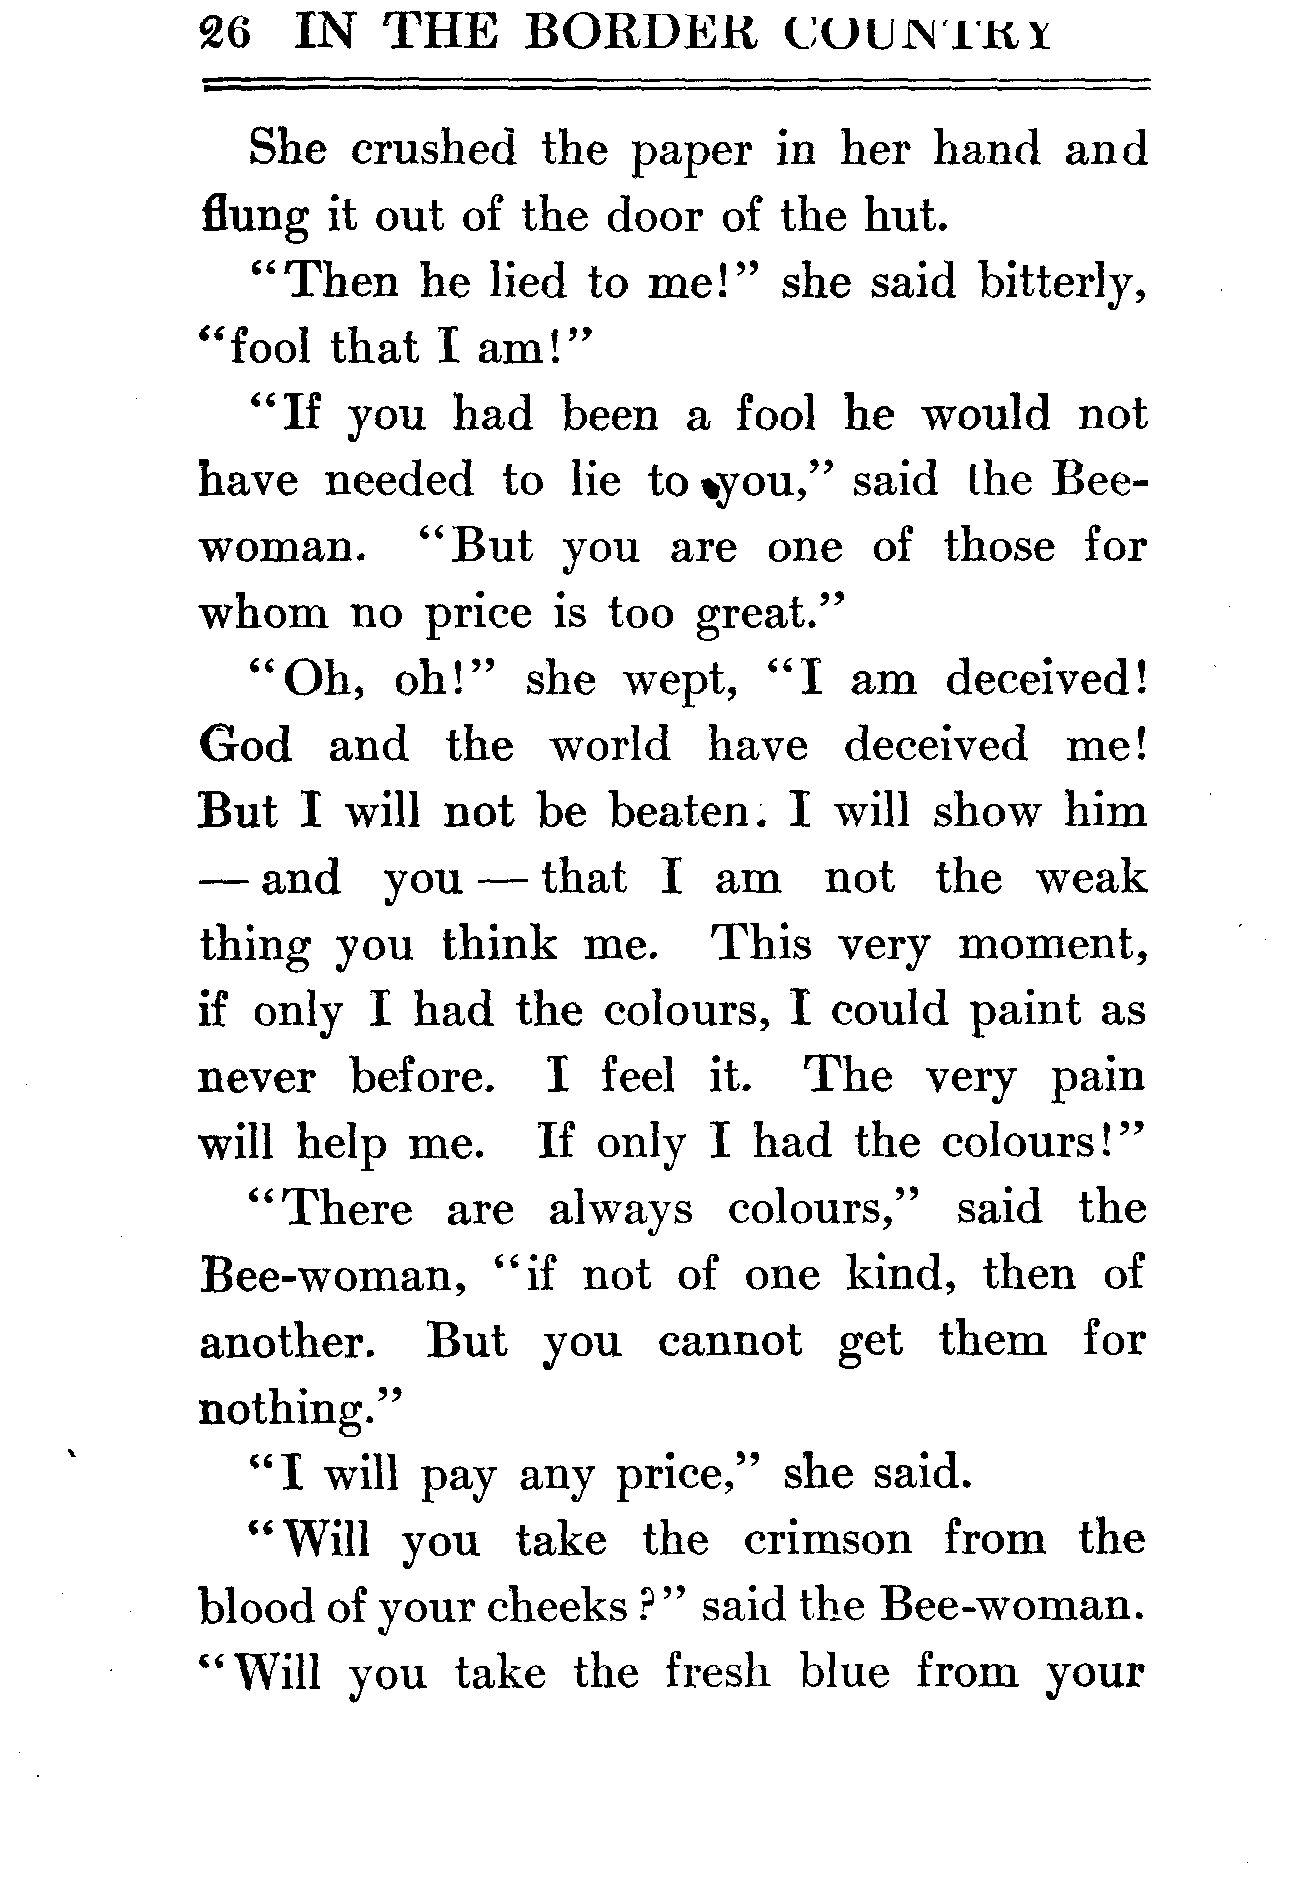 26 IN THE BORDER COUNTRY
She crushed the paper in her hand and
flung it out of the door of the hut.
“Then he lied to me!” she said bitterly,
“fool that I am!”
“If you had been a fool he would not
have needed to lie to you,” said the Bee-
woman. “But you are one of those for
whom no price is too great.”
“Oh, oh!” she wept, “I am deceived!
God and the world have deceived me!
But I will not be beaten. I will show him
— and you — that I am not the weak
thing you think me. This very moment,
if only I had the colours, I could paint as
never before. I feel it. The very pain
will help me. If only I had the colours!”
“There are always colours,” said the
Bee-woman, “if not of one kind, then of
another. But you cannot get them for
nothing.”
“I will pay any price,” she said.
“Will you take the crimson from the
blood of your cheeks?” said the Bee-woman.
“Will you take the fresh blue from your